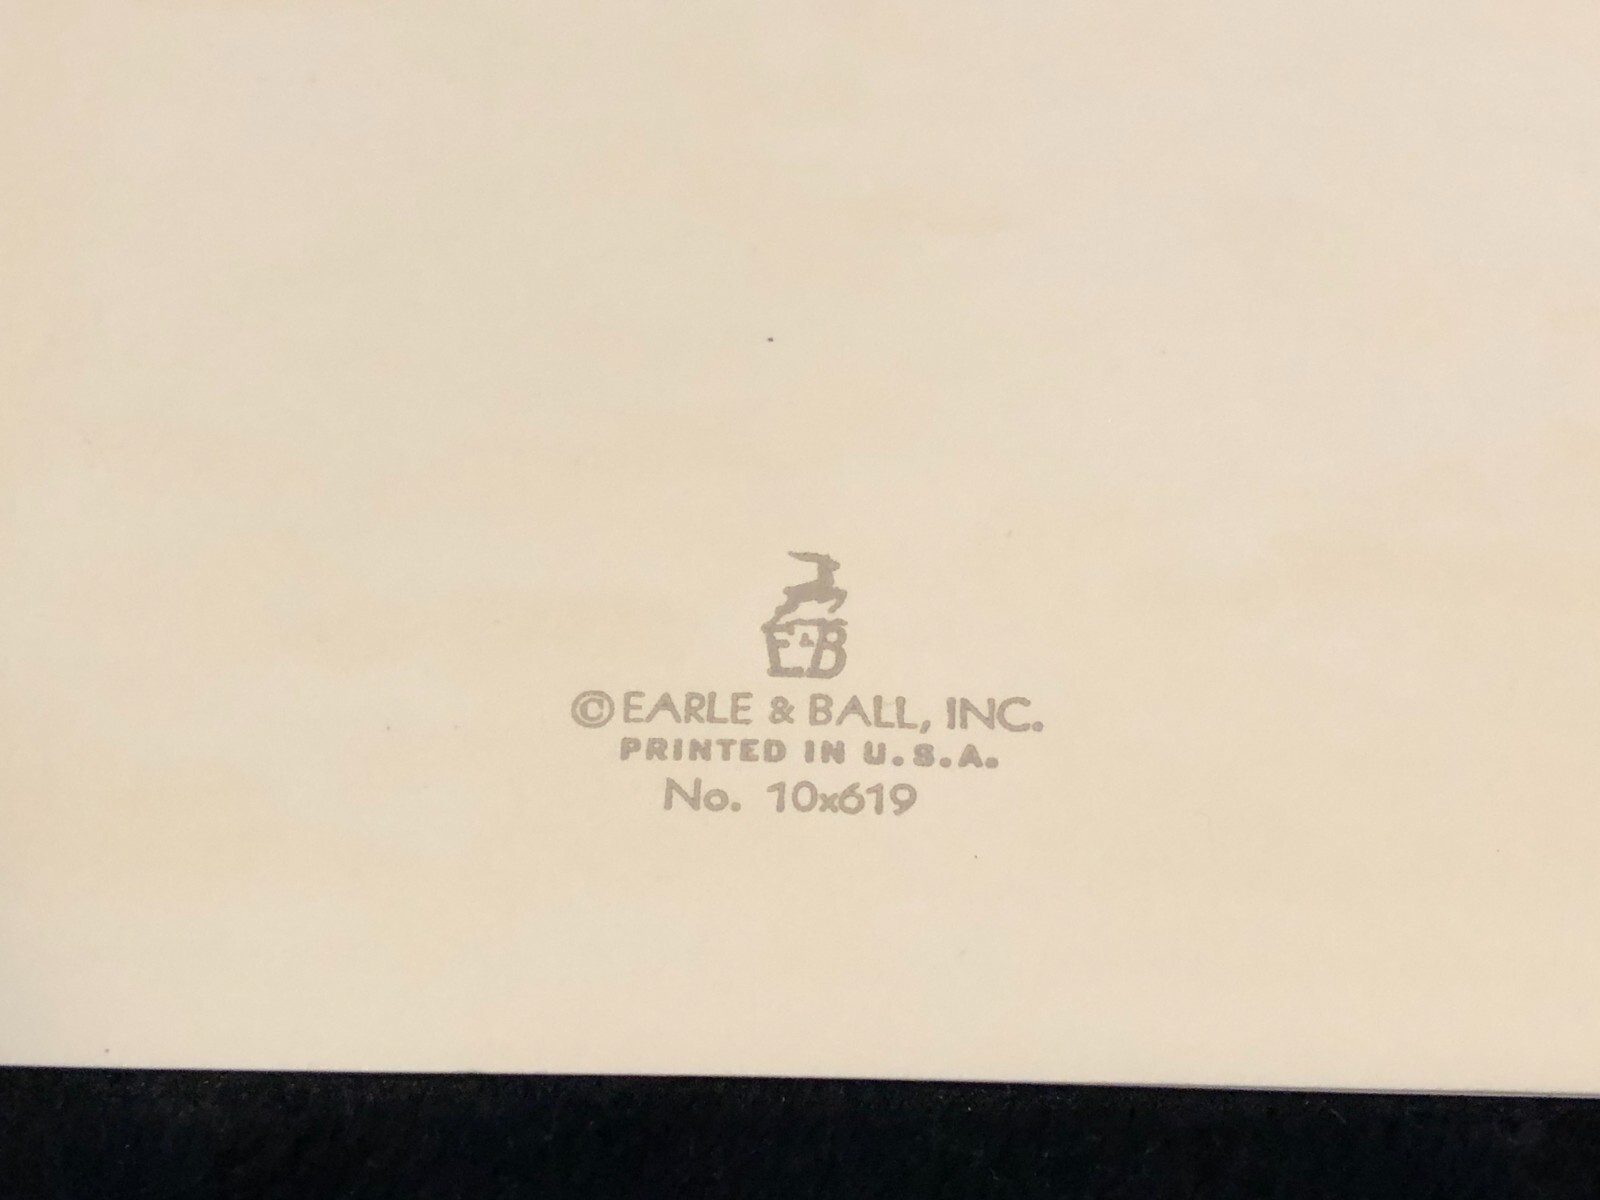 E&B
© EARLE & BALL, INC.
PRINTED IN U.S.A.
No. 10x619